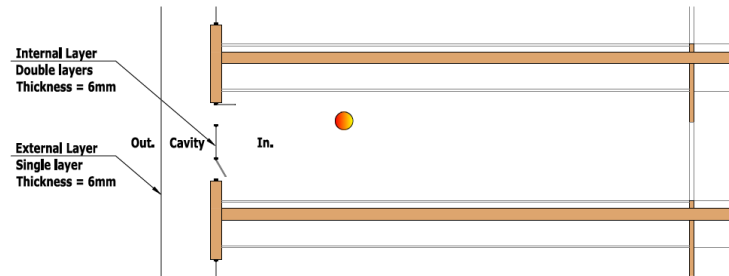 Internal Layer
Double layers
Thickness = 6mm
Out. Cavity In.
External Layer
Single layer
Thickness = 6mm